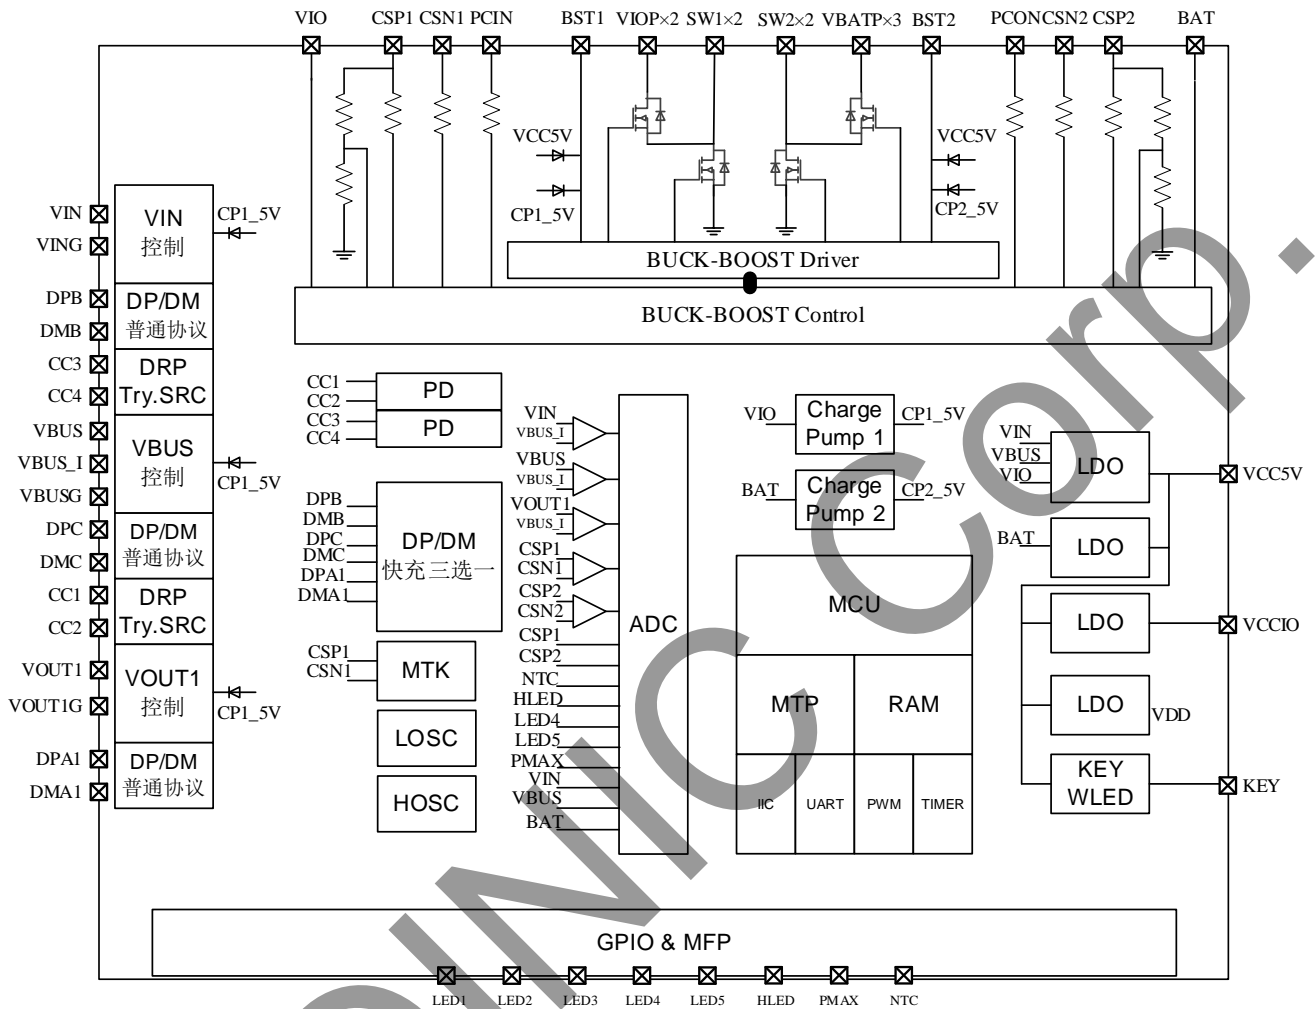 VIO CSP1 CSN1 PCIN BST1 VIOP×2 SW1×2 SW2×2 VBATP×3 BST2 PCON CSN2 CSP2 BAT
VCC5V
CP1_5V
VCC5V
CP2_5V
BUCK-BOOST Driver
BUCK-BOOST Control
VIN
VING
DPB
DMB
CC3
CC4
VBUS
VBUS_I
VBUSG
DPC
DMC
CC1
CC2
VOUT1
VOUT1G
DPA1
DMA1
VIN
控制
CP1_5V
DP/DM
普通协议
DRP
Try.SRC
VBUS
控制
CP1_5V
DP/DM
普通协议
DRP
Try.SRC
VOUT1
控制
CP1_5V
DP/DM
普通协议
CC1
CC2
PD
CC3
CC4
PD
DPB
DMB
DPC
DMC
DPA1
DMA1
DP/DM
快充三选一
CSP1
CSN1
MTK
LOSC
HOSC
VIN
VBUS_I
VBUS
VBUS_I
VOUT1
VBUS_I
CSP1
CSN1
CSP2
CSN2
CSP1
CSP2
NTC
HLED
LED4
LED5
PMAX
VIN
VBUS
BAT
ADC
VIO
Charge
Pump 1
CP1_5V
BAT
Charge
Pump 2
CP2_5V
MCU
MTP
RAM
IIC
UART
PWM
TIMER
VIN
VBUS
VIO
LDO
VCC5V
BAT
LDO
LDO
VCCIO
LDO
VDD
KEY
WLED
KEY
GPIO & MFP
LED1 LED2 LED3 LED4 LED5 HLED PMAX NTC
INIC Corp.